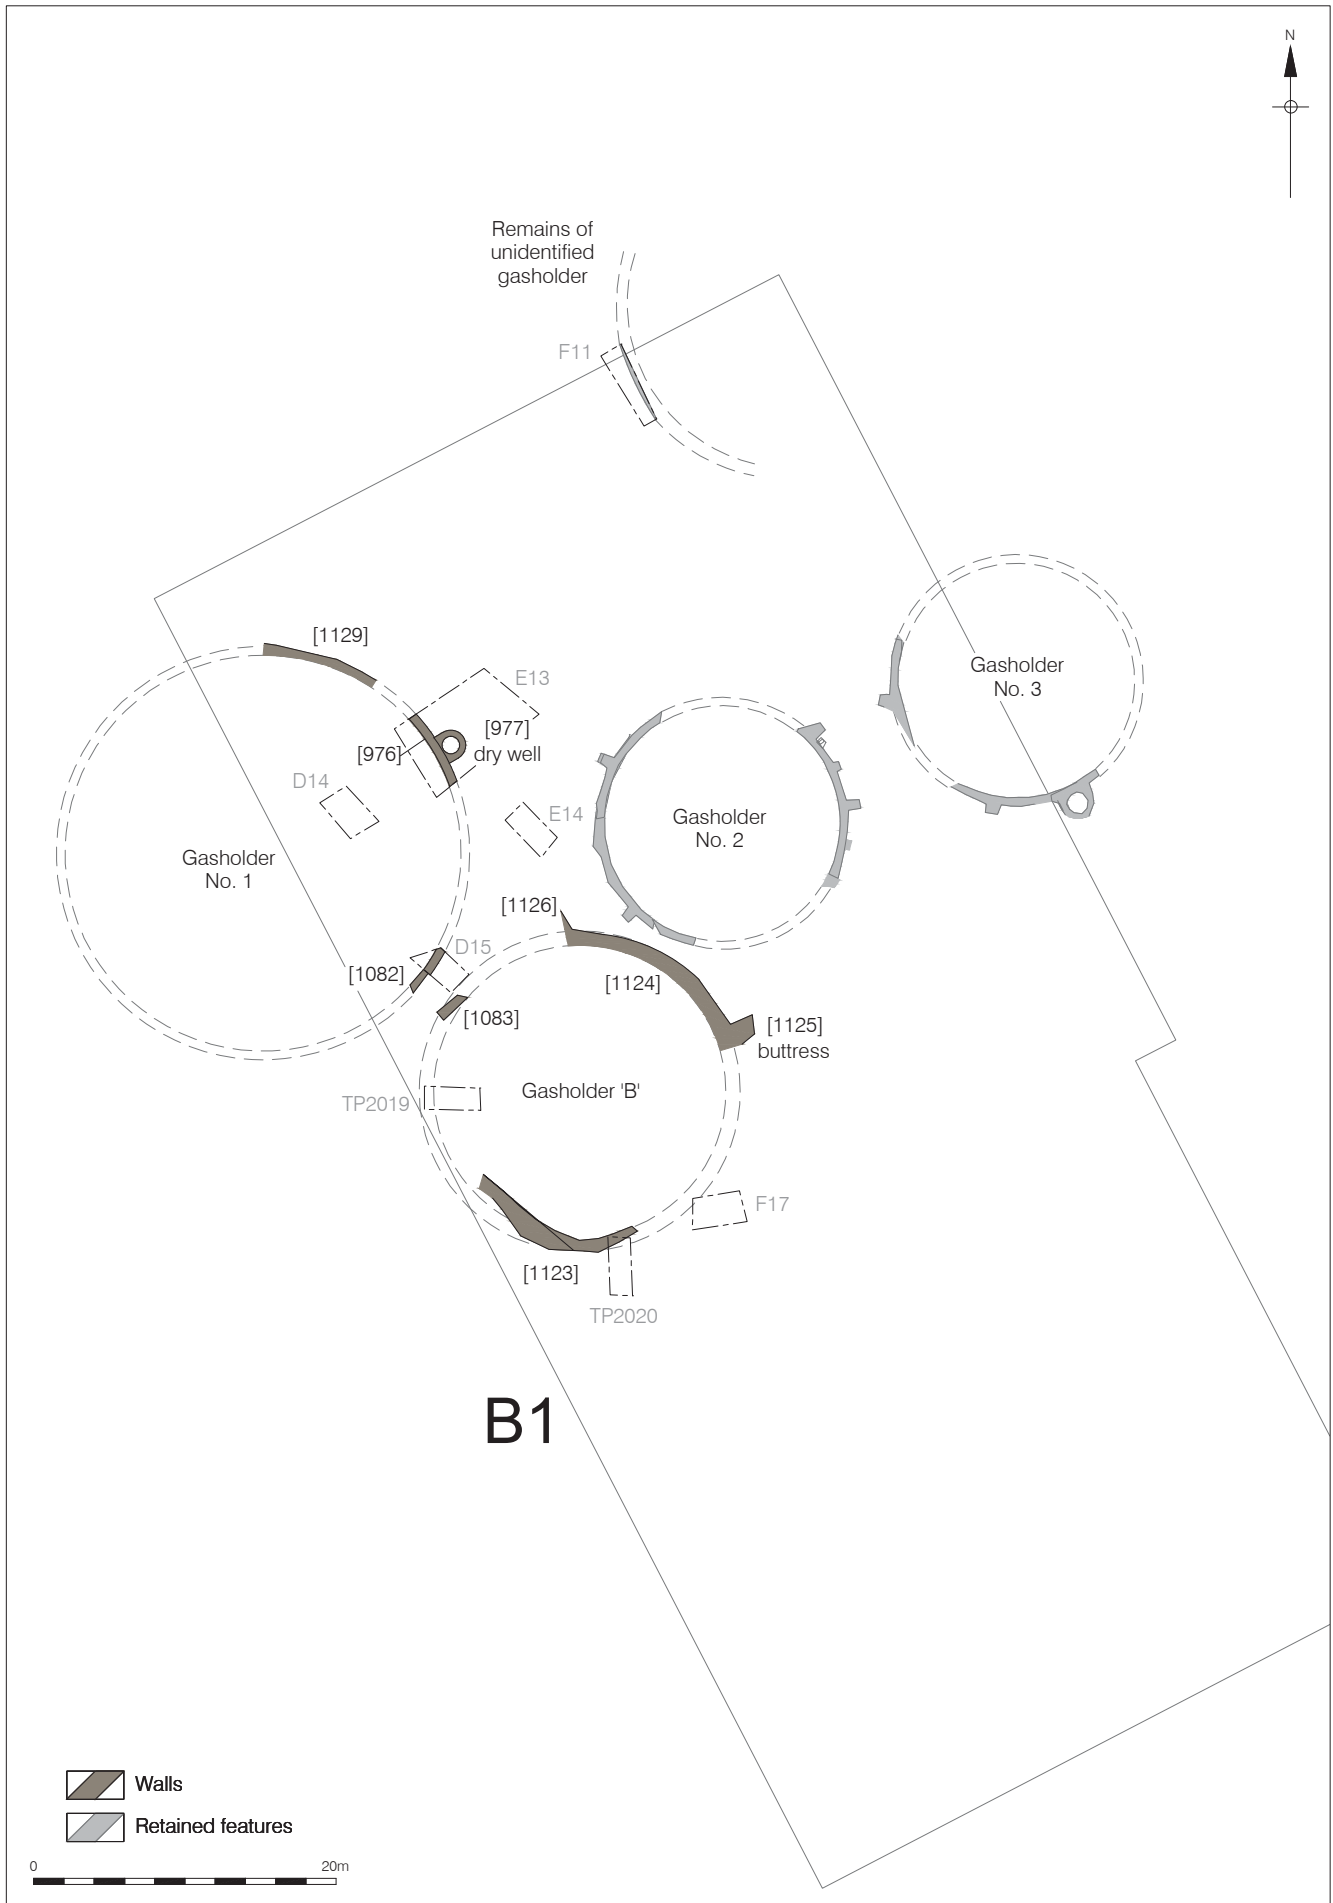 N
Remains of
unidentified
gasholder
F11
[1129]
E13
[977]
dry well
[976]
D14
E14
Gasholder
No. 1
Gasholder
No. 2
Gasholder
No. 3
[1126]
D15
[1082]
[1083]
[1124]
[1125]
buttress
TP2019
Gasholder 'B'
F17
[1123]
TP2020
B1
Walls
Retained features
0 20m